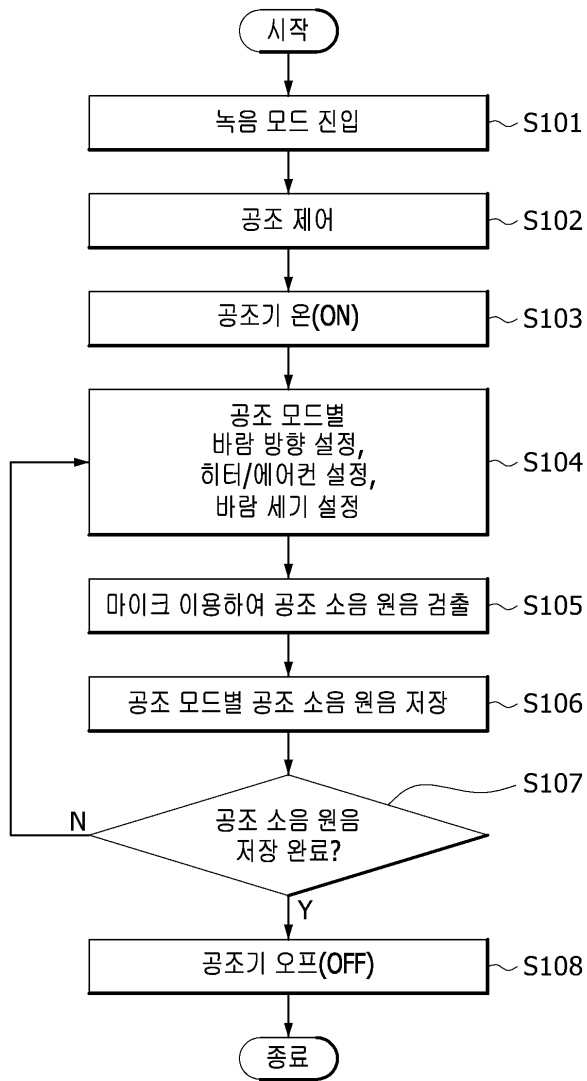 시작
녹음 모드 진입
S101
공조 제어
S102
공조기 온(ON)
S103
공조 모드별
바람 방향 설정,
히터/에어컨 설정,
바람 세기 설정
S104
마이크 이용하여 공조 소음 원음 검출
S105
공조 모드별 공조 소음 원음 저장
S106
S107
공조 소음 원음
저장 완료?
N
Y
공조기 오프(OFF)
S108
종료